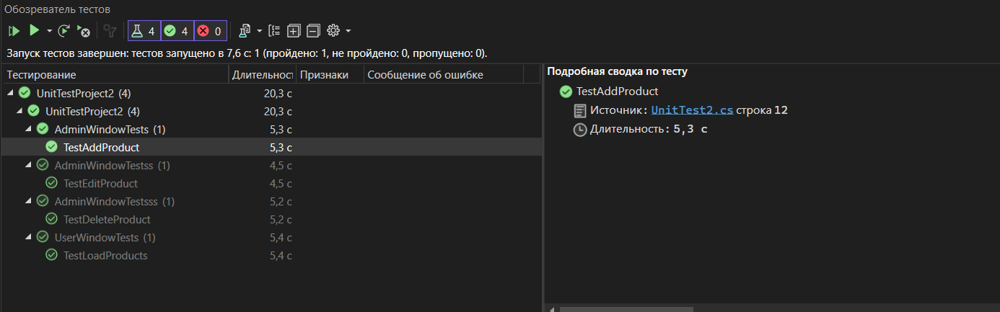 Обозреватель тестов
4 4 0
Запуск тестов завершен: тестов запущено в 7,6 с: 1 (пройдено: 1, не пройдено: 0, пропущено: 0).
Тестирование Длительност Признаки Сообщение об ошибке
UnitTestProject2 (4) 20,3 с
UnitTestProject2 (4) 20,3 с
AdminWindowTests (1) 5,3 с
TestAddProduct 5,3 с
AdminWindowTestss (1) 4,5 с
TestEditProduct 4,5 с
AdminWindowTestsss (1) 5,2 с
TestDeleteProduct 5,2 с
UserWindowTests (1) 5,4 с
TestLoadProducts 5,4 с
Подробная сводка по тесту
TestAddProduct
Источник: UnitTest2.cs строка 12
Длительность: 5,3 с